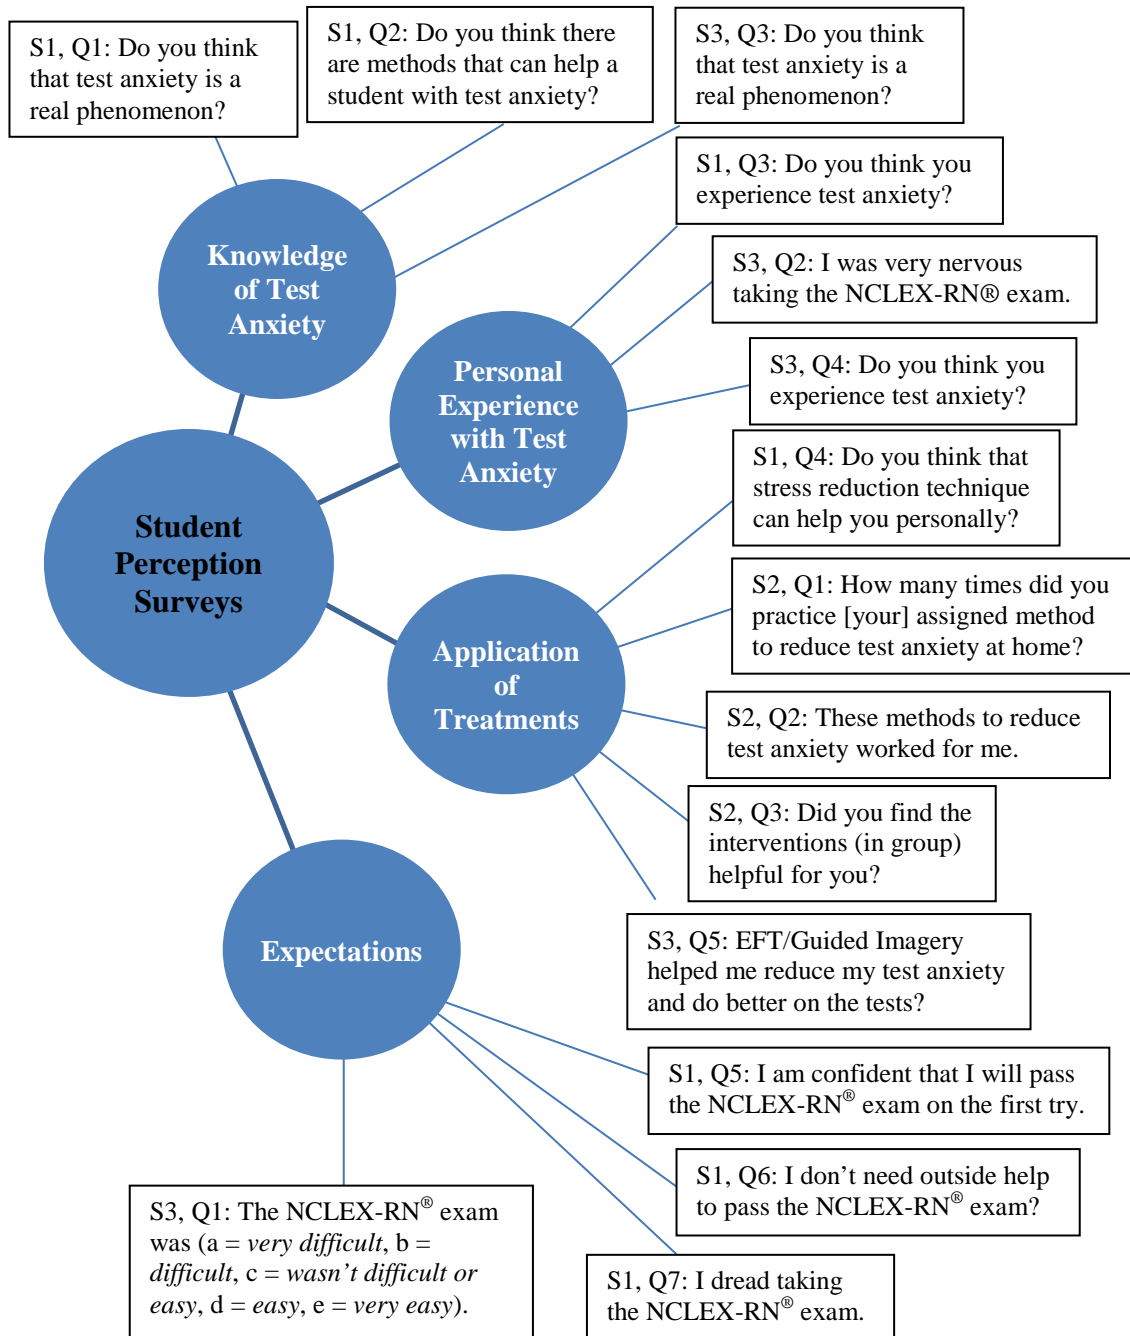 S1, Q1: Do you think
that test anxiety is a
real phenomenon?
S1, Q2: Do you think there
are methods that can help a
student with test anxiety?
S3, Q3: Do you think
that test anxiety is a
real phenomenon?
S1, Q3: Do you think you
experience test anxiety?
Knowledge
of Test
Anxiety
S3, Q2: I was very nervous
taking the NCLEX-RN® exam.
Personal
Experience
with Test
Anxiety
S3, Q4: Do you think you
experience test anxiety?
S1, Q4: Do you think that
stress reduction technique
can help you personally?
Student
Perception
Surveys
S2, Q1: How many times did you
practice [your] assigned method
to reduce test anxiety at home?
Application
of
Treatments
S2, Q2: These methods to reduce
test anxiety worked for me.
S2, Q3: Did you find the
interventions (in group)
helpful for you?
S3, Q5: EFT/Guided Imagery
helped me reduce my test anxiety
and do better on the tests?
Expectations
S1, Q5: I am confident that I will pass
the NCLEX-RN® exam on the first try.
S1, Q6: I don’t need outside help
to pass the NCLEX-RN® exam?
S3, Q1: The NCLEX-RN® exam
was (a = very difficult, b =
difficult, c = wasn't difficult or
easy, d = easy, e = very easy).
S1, Q7: I dread taking
the NCLEX-RN® exam.